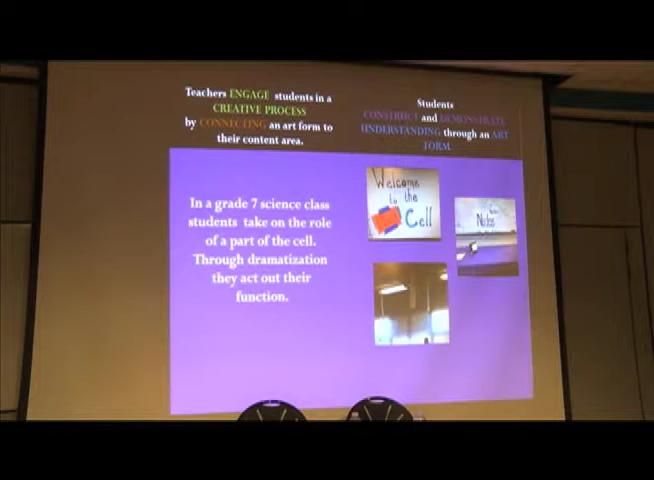 Teachers ENGAGE students in a
CREATIVE PROCESS
by CONNECTING an art form to
their content area.
Students
CONSTRUCT and DEMONSTRATE
UNDERSTANDING through an ART
FORM.
In a grade 7 science class
students take on the role
of a part of the cell.
Through dramatization
they act out their
function.
Welcome
to the
Cell